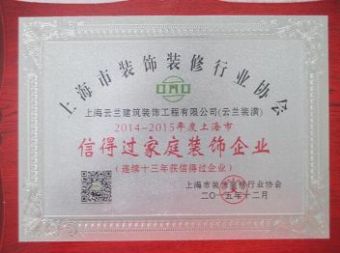 上海市装饰装修行业协会
上海云兰建筑装饰工程有限公司(云兰装潢)
2014-2015年度上海市
信得过家庭装饰企业
(连续十三年获信得过企业)
上海市装饰装修行业协会
二〇一五年十二月